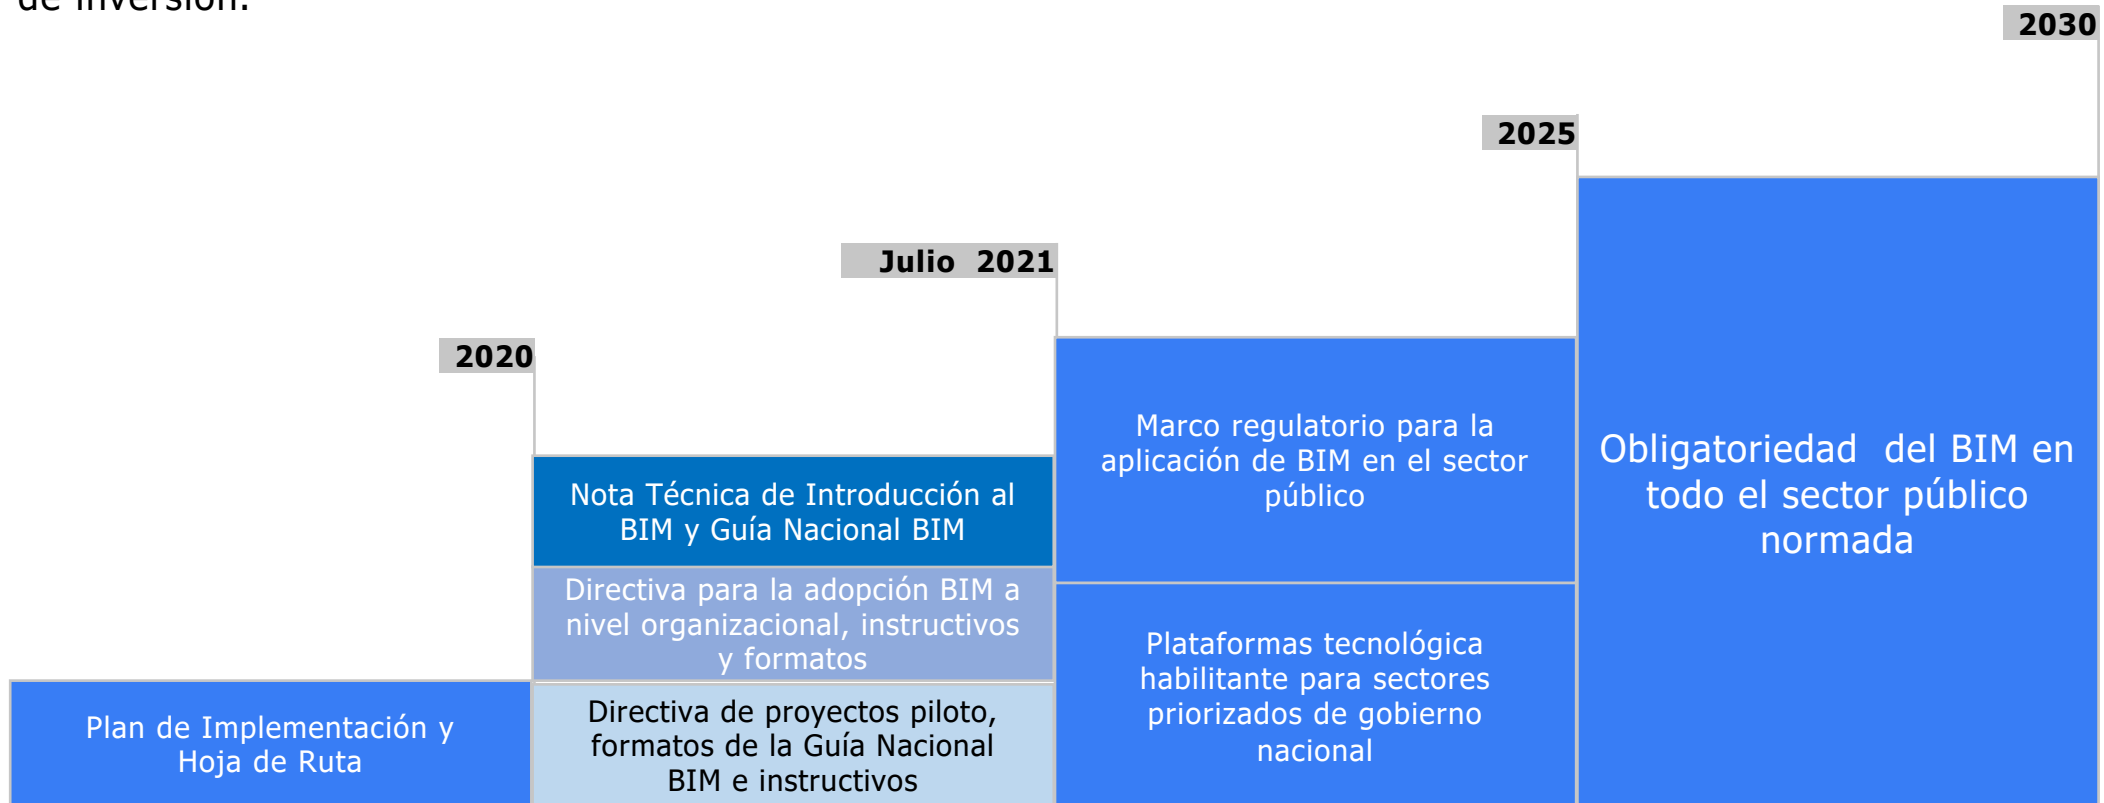 de inversión.
2030
2025
Julio 2021
2020
Plan de Implementación y
Hoja de Ruta
Nota Técnica de Introducción al
BIM y Guía Nacional BIM
Directiva para la adopción BIM a
nivel organizacional, instructivos
y formatos
Directiva de proyectos piloto,
formatos de la Guía Nacional
BIM e instructivos
Marco regulatorio para la
aplicación de BIM en el sector
público
Plataformas tecnológica
habilitante para sectores
priorizados de gobierno
nacional
Obligatoriedad del BIM en
todo el sector público
normada